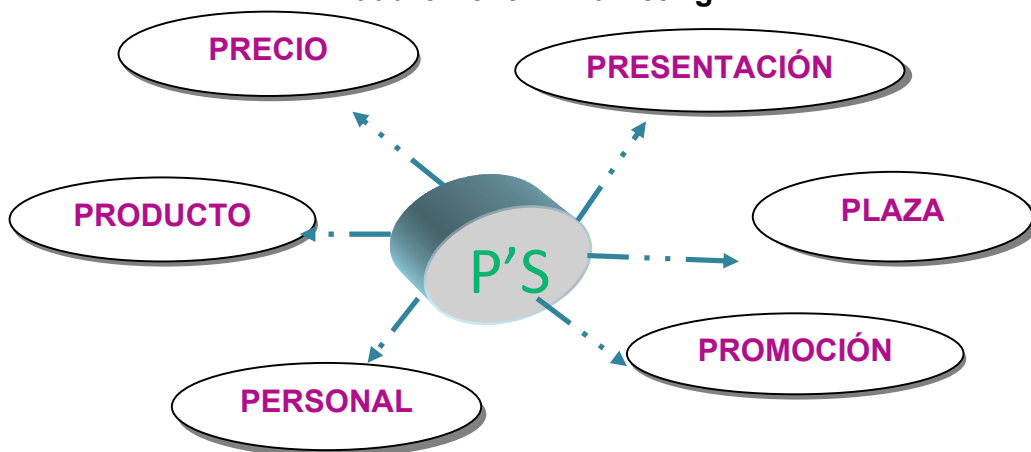 PRECIO
PRESENTACIÓN
PRODUCTO
PLAZA
P'S
PROMOCIÓN
PERSONAL